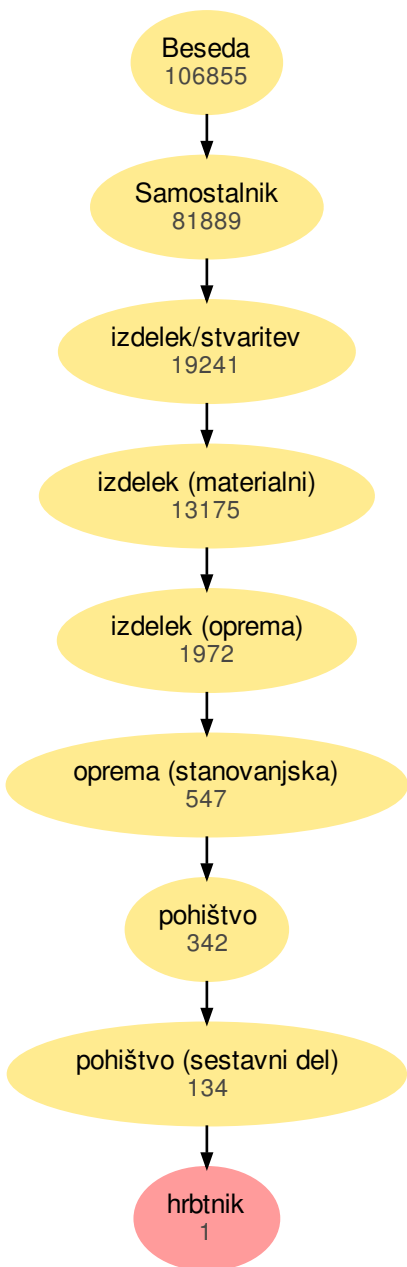 Beseda
106855
Samostalnik
81889
izdelek/stvaritev
19241
izdelek (materialni)
13175
izdelek (oprema)
1972
oprema (stanovanjska)
547
pohištvo
342
pohištvo (sestavni del)
134
hrbtnik
1